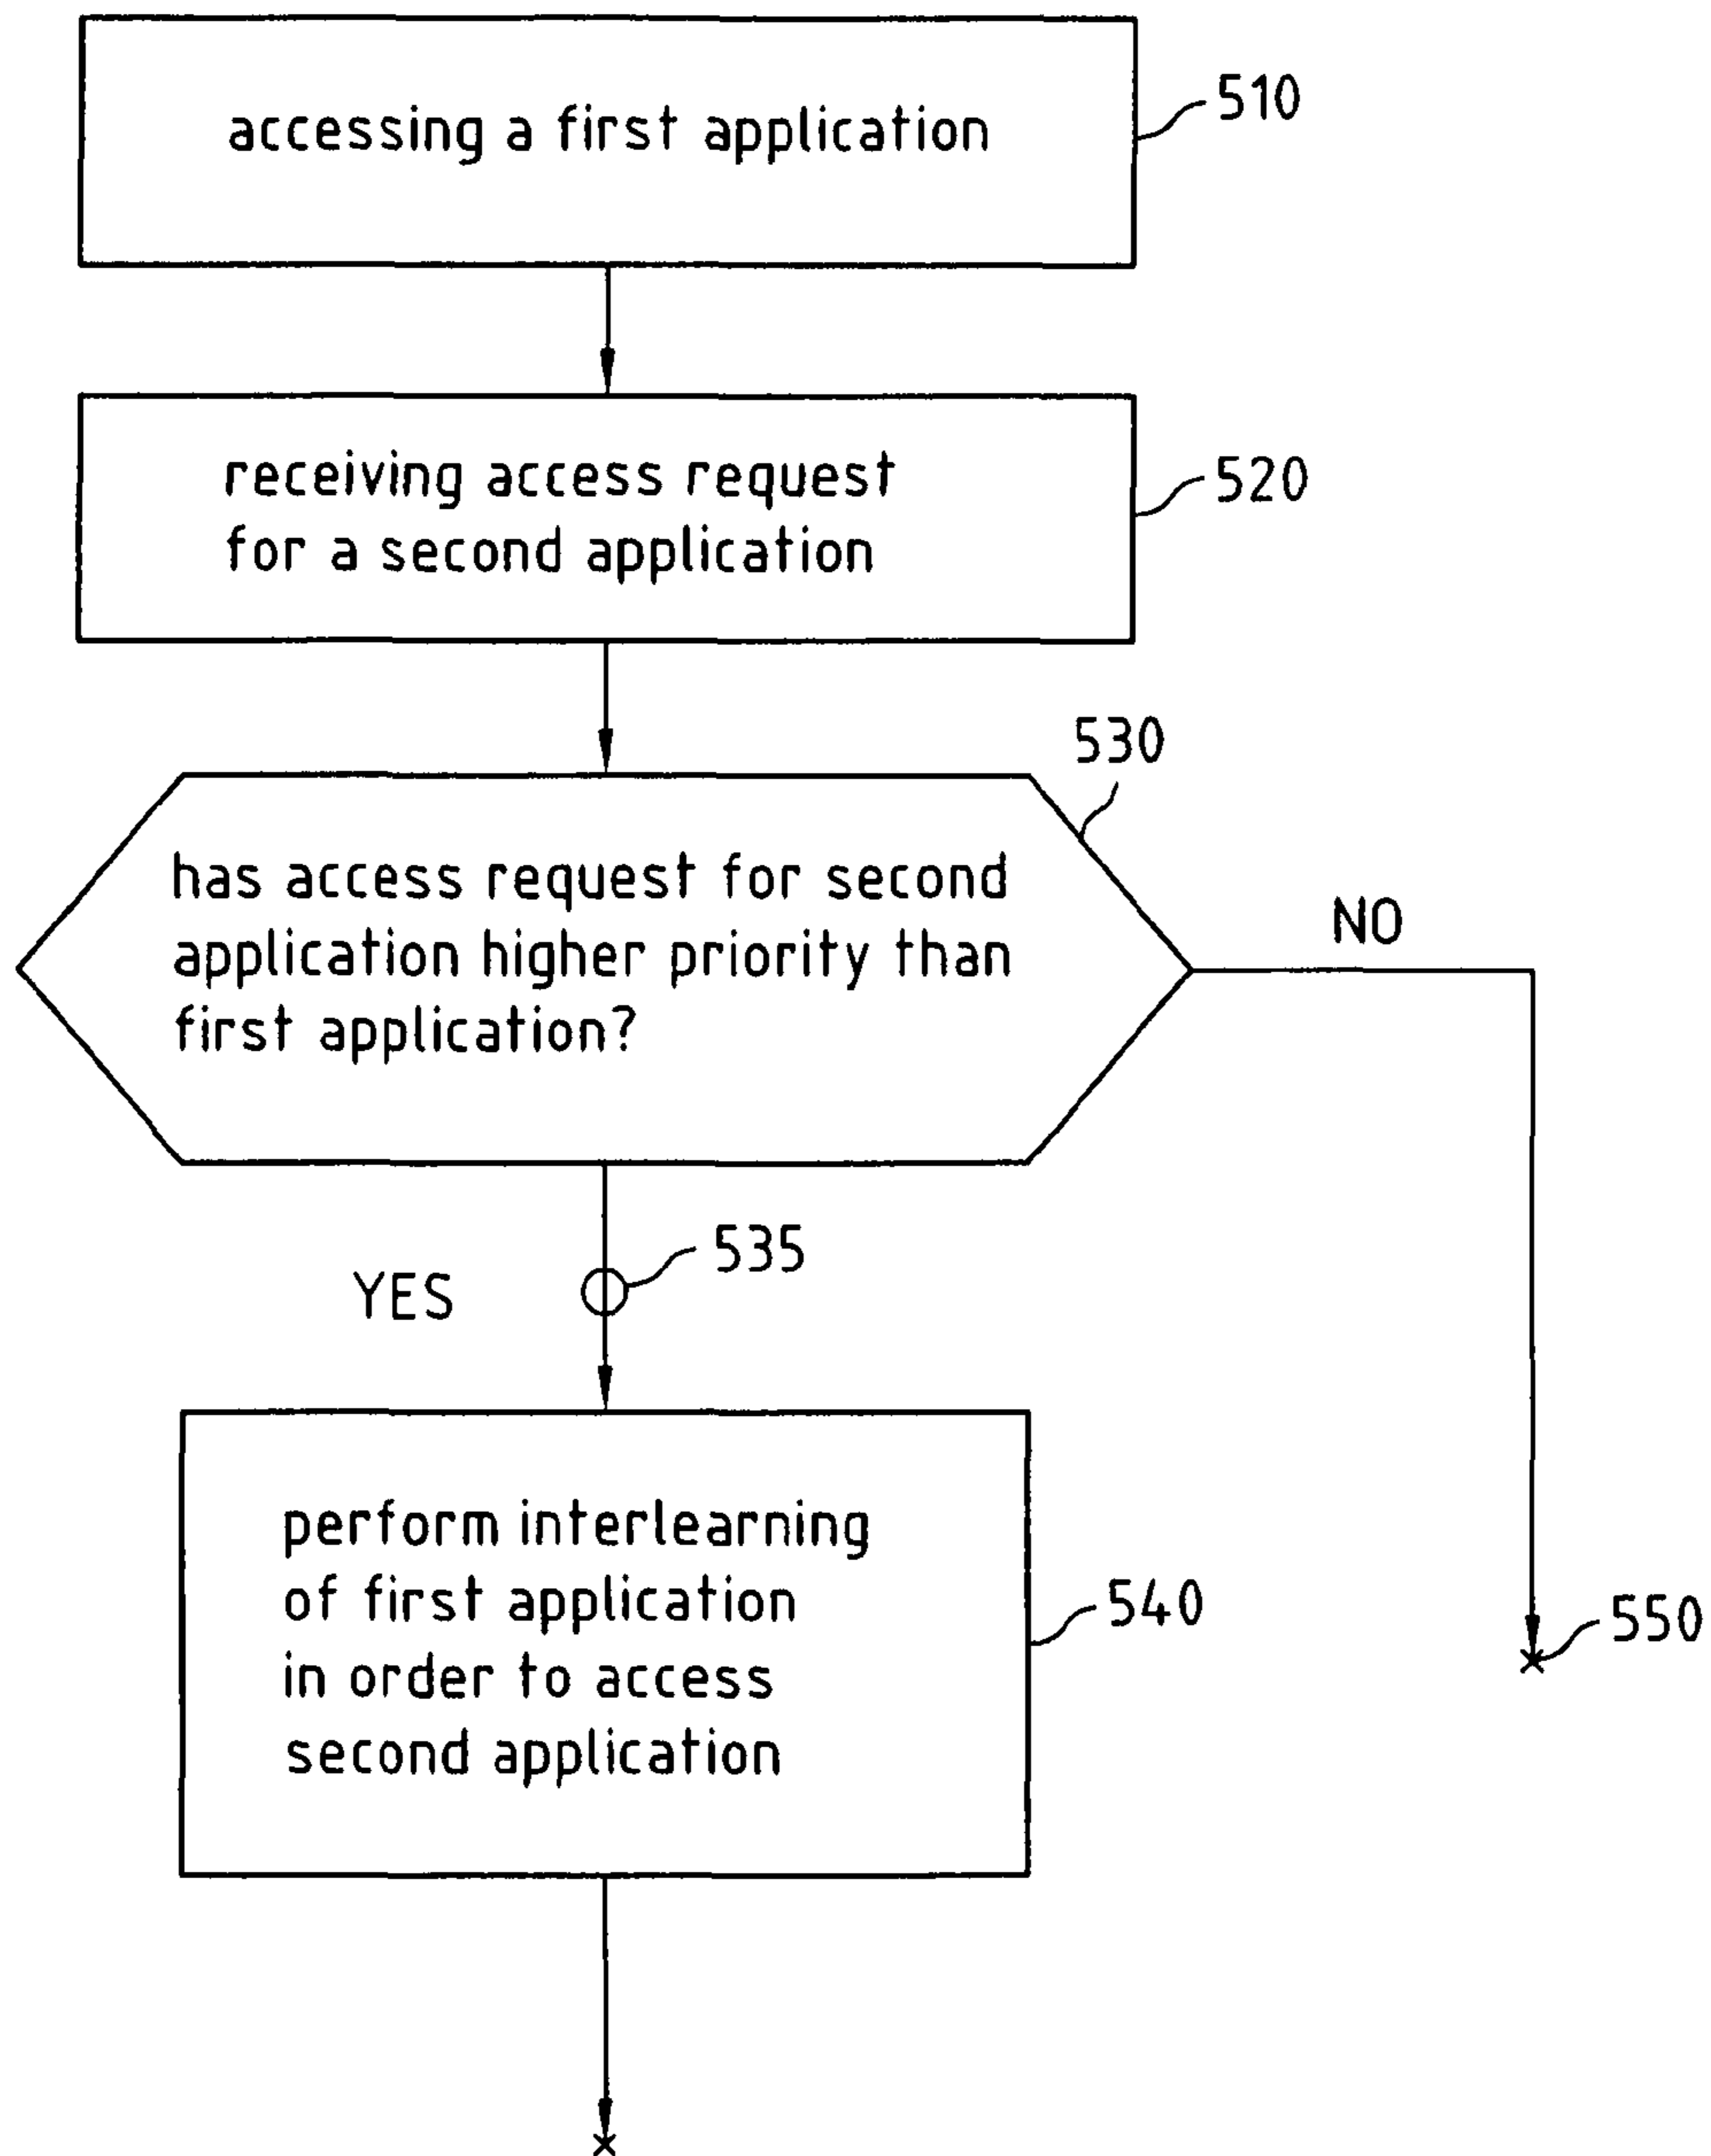 accessing a first application
510
receiving access request
for a second application
520
530
has access request for second
application higher priority than
first application?
NO
535
YES
perform interlearning
of first application
in order to access
second application
540
550